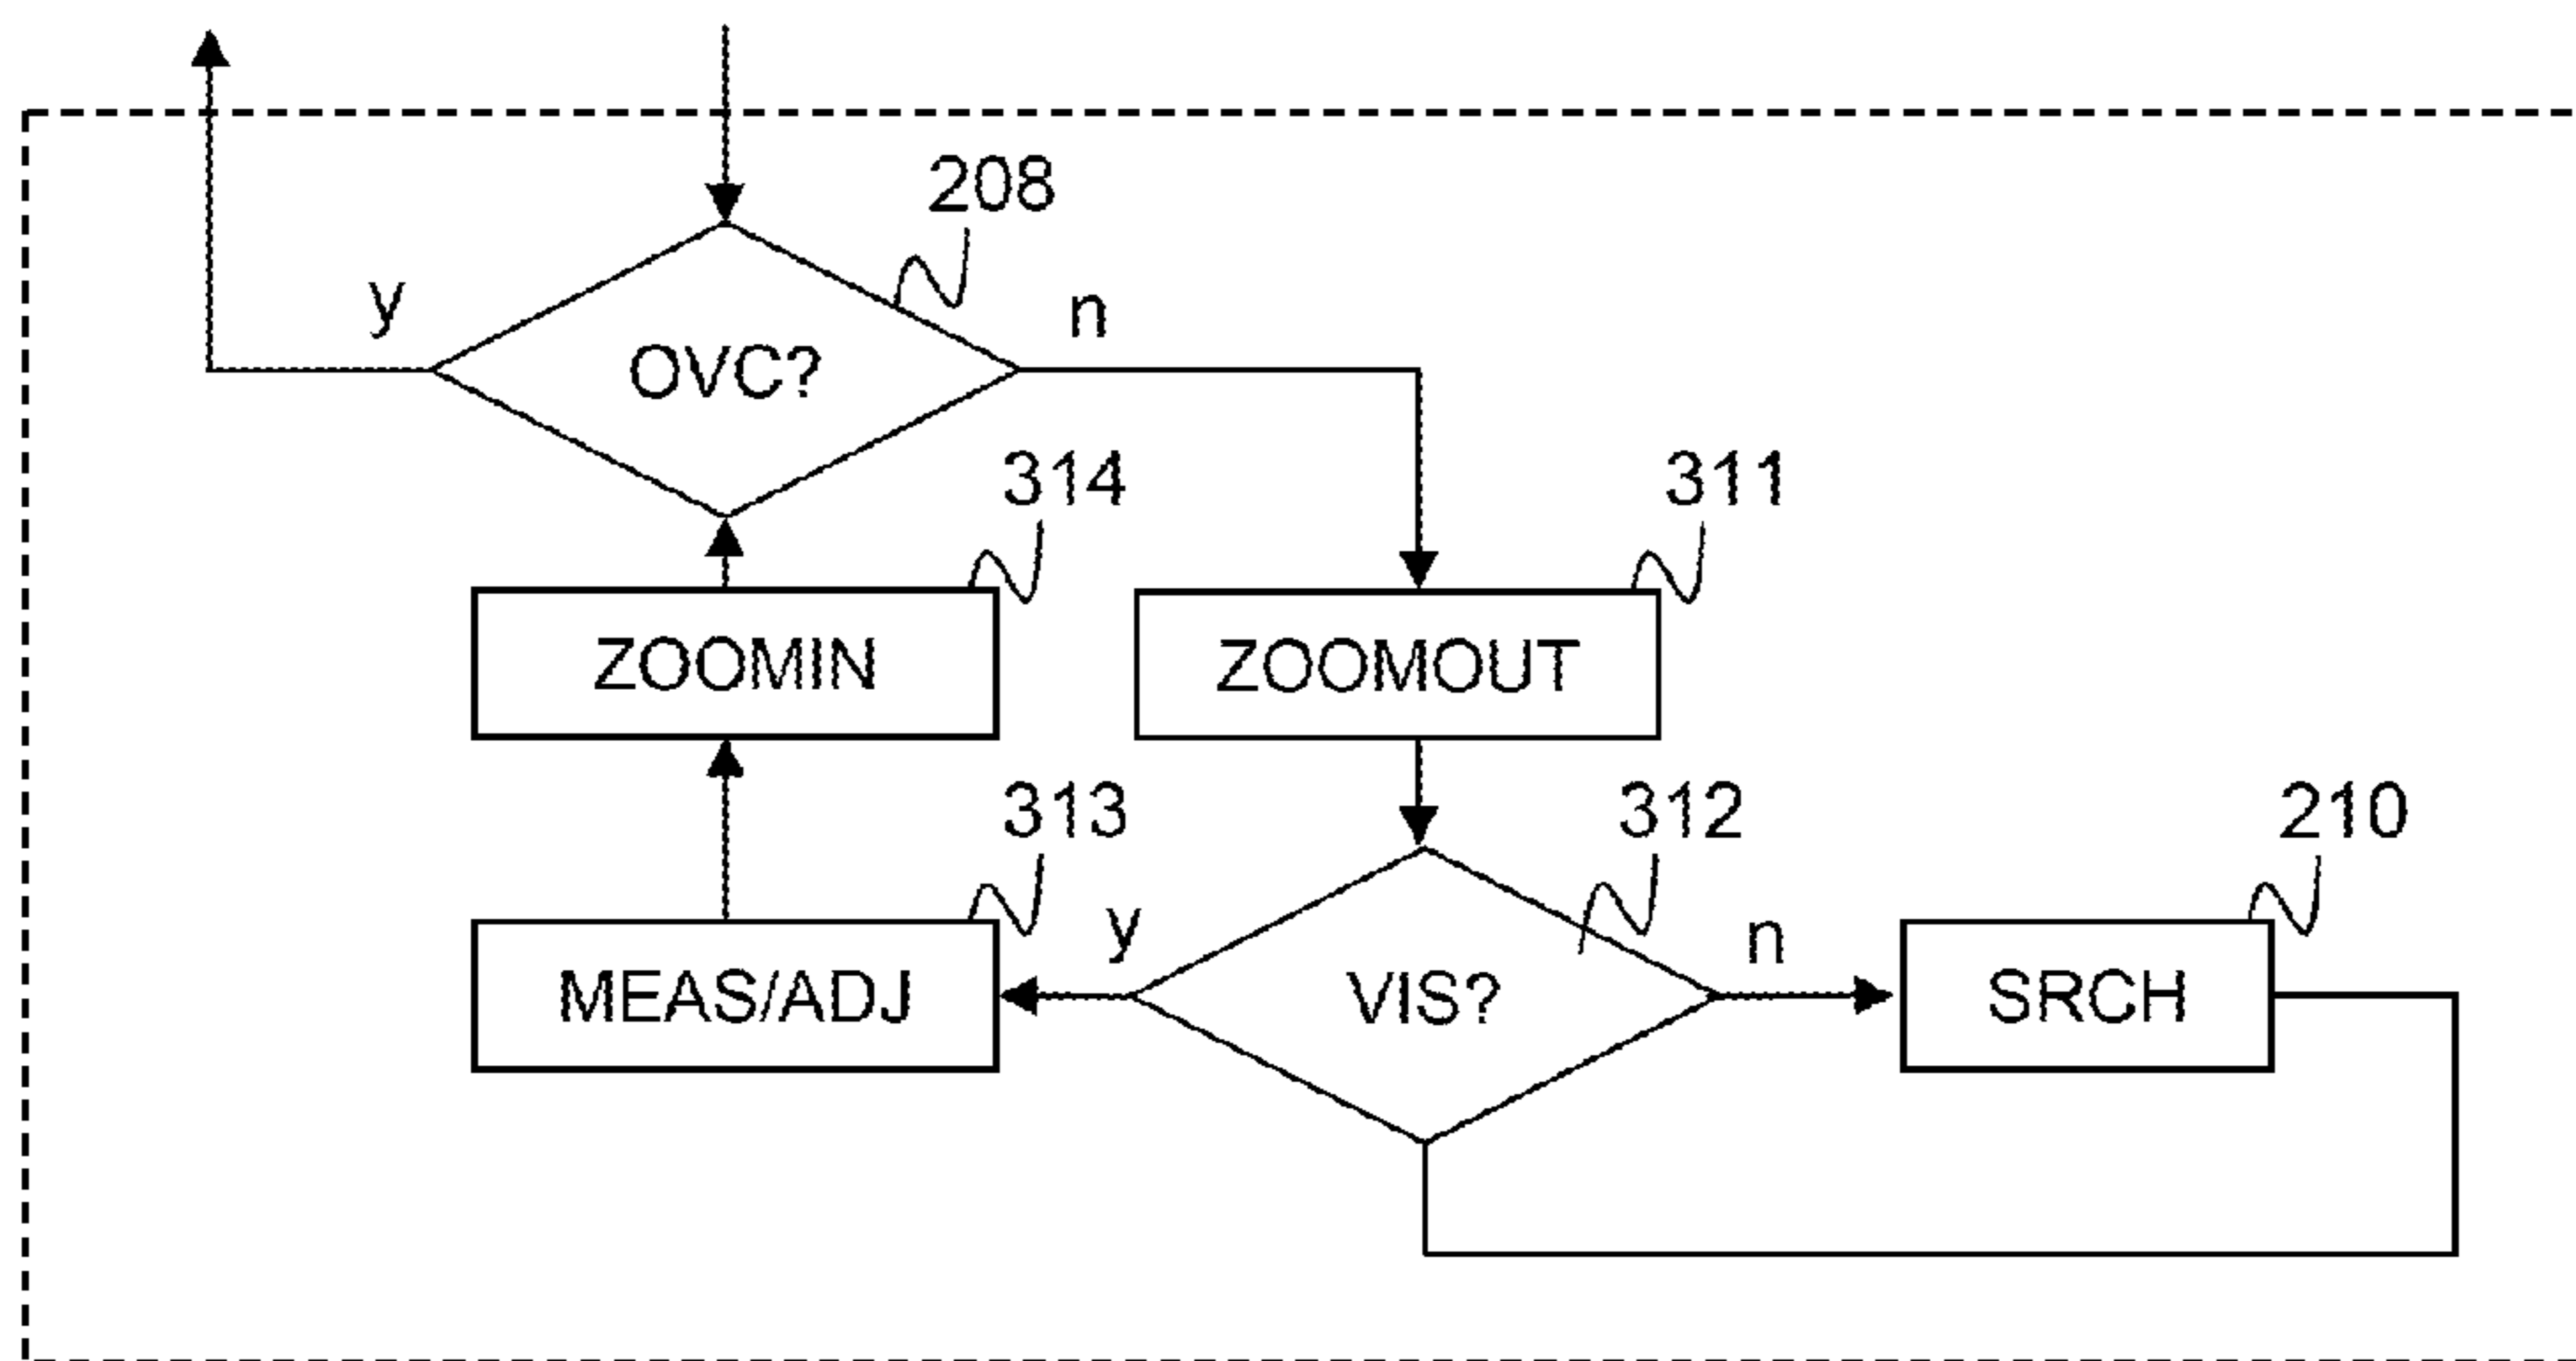 208
y
n
OVC?
314
311
ZOOMIN
ZOOMOUT
313
312
210
y
n
MEAS/ADJ
VIS?
SRCH